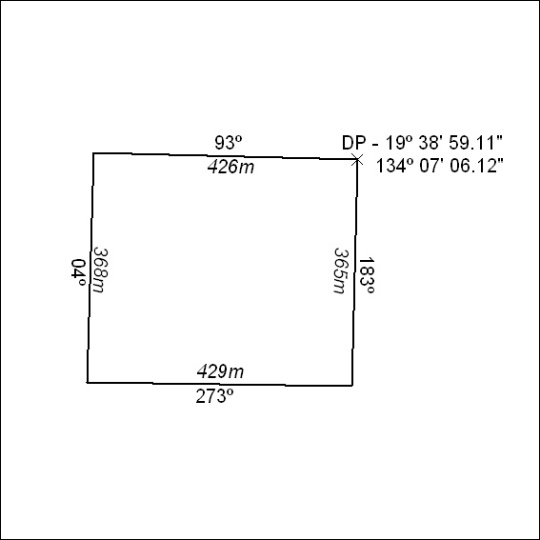 93º
DP - 19º 38' 59.11"
426m
134º 07' 06.12"
368m
04º
365m
183º
429m
273º